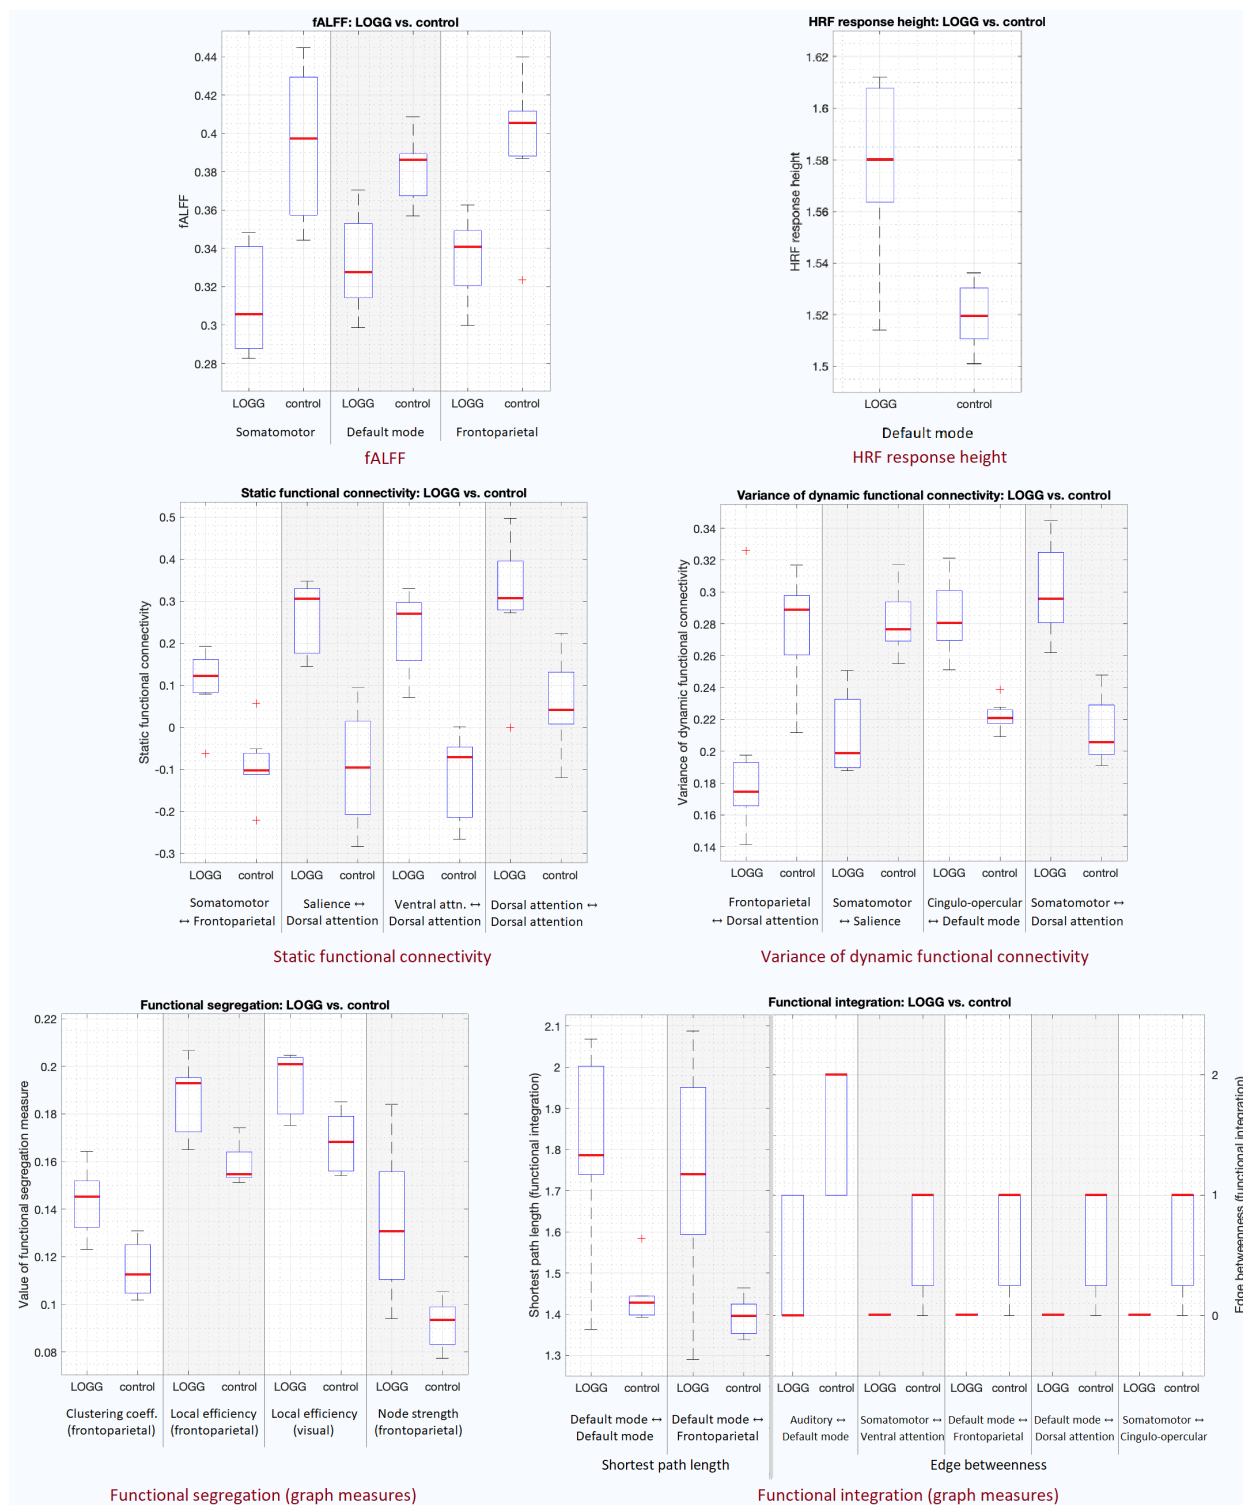 fALFF: LOGG vs. control
0.44
0.42
0.4
0.38
0.36
0.34
0.32
0.3
0.28
fALFF
LOGG control LOGG control LOGG control
Somatomotor Default mode Frontoparietal
fALFF
HRF response height: LOGG vs. control
1.62
1.6
1.58
1.56
1.54
1.52
1.5
HRF response height
LOGG control
Default mode
HRF response height
Static functional connectivity: LOGG vs. control
0.5
0.4
0.3
0.2
0.1
0
-0.1
-0.2
-0.3
Static functional connectivity
LOGG control LOGG control LOGG control LOGG control
Somatomotor Salience ↔ Ventral attn. ↔ Dorsal attention ↔
↔ Frontoparietal Dorsal attention Dorsal attention Dorsal attention
Static functional connectivity
Variance of dynamic functional connectivity: LOGG vs. control
0.34
0.32
0.3
0.28
0.26
0.24
0.22
0.2
0.18
0.16
0.14
Variance of dynamic functional connectivity
LOGG control LOGG control LOGG control LOGG control
Frontoparietal Somatomotor Cingulo-opercular Somatomotor ↔
↔ Dorsal attention ↔ Salience ↔ Default mode Dorsal attention
Variance of dynamic functional connectivity
Functional segregation: LOGG vs. control
0.22
0.2
0.18
0.16
0.14
0.12
0.1
0.08
Value of functional segregation measure
LOGG control LOGG control LOGG control LOGG control
Clustering coeff. Local efficiency Local efficiency Node strength
(frontoparietal) (frontoparietal) (visual) (frontoparietal)
Functional segregation (graph measures)
Functional integration: LOGG vs. control
2.1
2
1.9
1.8
1.7
1.6
1.5
1.4
1.3
Shortest path length (functional integration)
2
1
0
Edge betweenness (functional integration)
LOGG control LOGG control LOGG control LOGG control LOGG control LOGG control LOGG control
Default mode ↔ Default mode ↔ Auditory ↔ Somatomotor ↔ Default mode ↔ Default mode ↔ Somatomotor ↔
Default mode Frontoparietal Default mode Ventral attention Frontoparietal Dorsal attention Cingulo-opercular
Shortest path length Edge betweenness
Functional integration (graph measures)